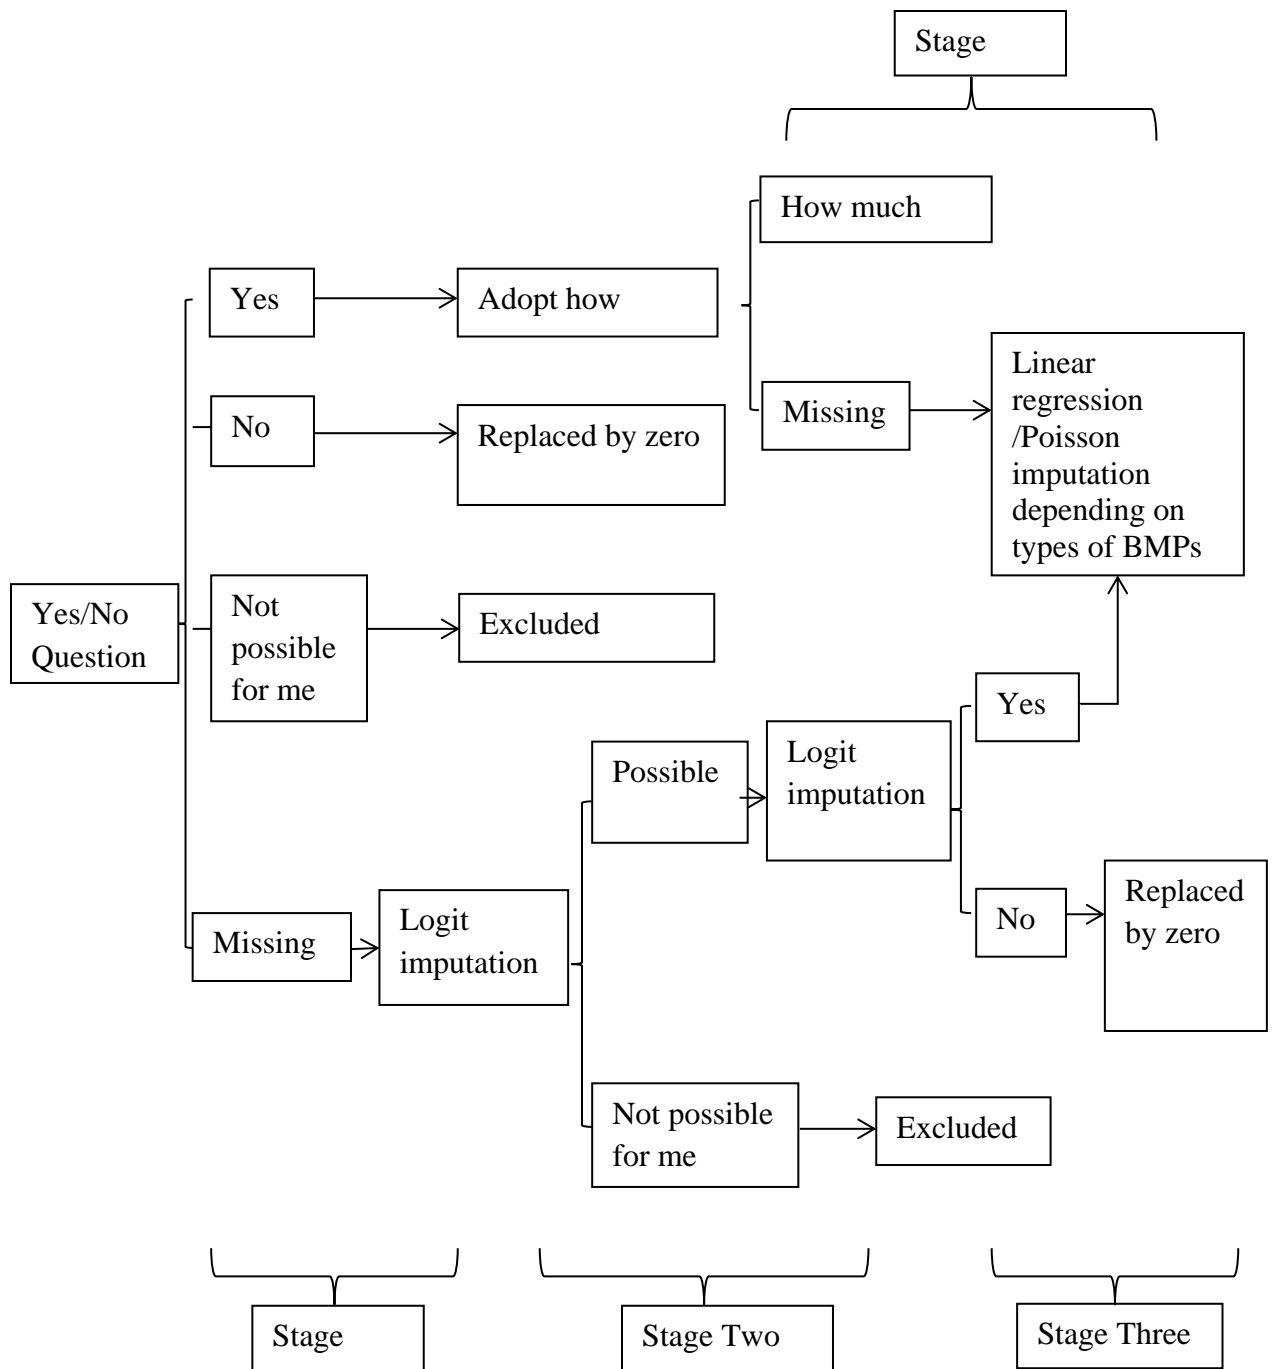 Stage
How much
Yes
Adopt how
Linear
regression
/Poisson
imputation
depending on
types of BMPs
Missing
No
Replaced by zero
Yes/No
Question
Not
possible
for me
Excluded
Yes
Possible
Logit
imputation
Replaced
by zero
No
Missing
Logit
imputation
Not possible
for me
Excluded
Stage
Stage Two
Stage Three